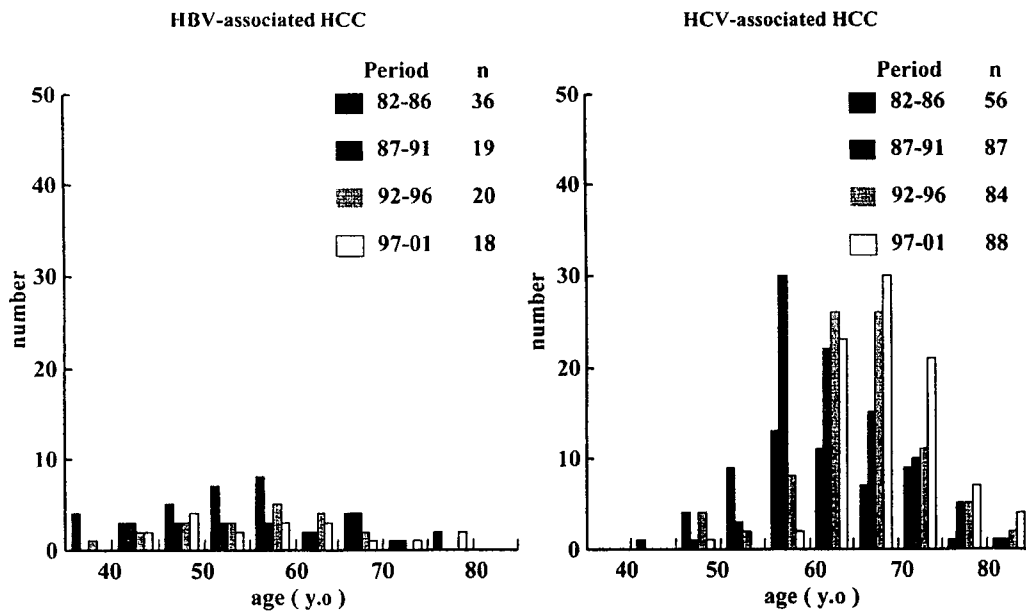 HBV-associated HCC
Period n
82-86 36
87-91 19
92-96 20
97-01 18
50
40
30
20
10
0
number
40 50 60 70 80
age ( y.o )
HCV-associated HCC
Period n
82-86 56
87-91 87
92-96 84
97-01 88
50
40
30
20
10
0
number
40 50 60 70 80
age ( y.o )